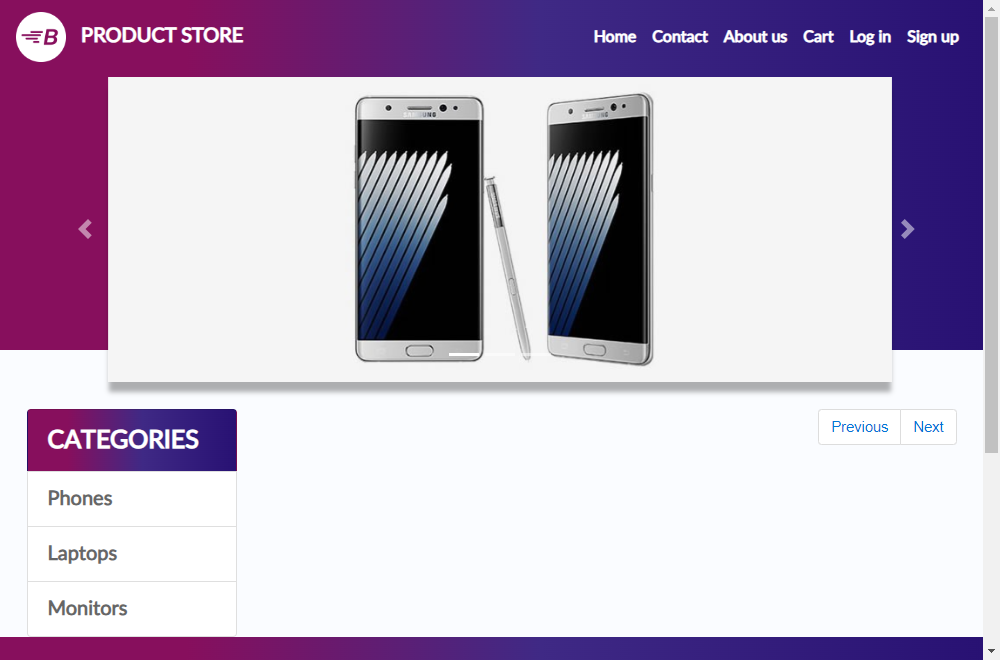 B PRODUCT STORE
Home Contact About us Cart Log in Sign up
SAMSUNG SAMSUNG
CATEGORIES
Previous Next
Phones
Laptops
Monitors